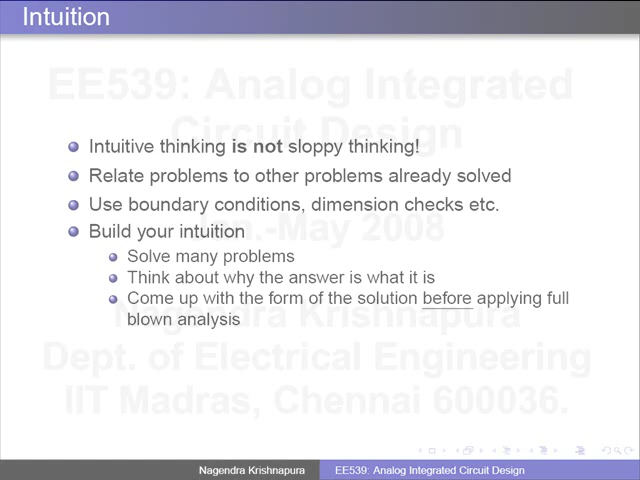 Intuition
EE539: Analog Integrated
Circuit Design
Intuitive thinking is not sloppy thinking!
Relate problems to other problems already solved
Use boundary conditions, dimension checks etc.
Jan.-May 2008
Build your intuition
Solve many problems
Think about why the answer is what it is
Come up with the form of the solution before applying full
blown analysis
Nagendra Krishnapura
Dept. of Electrical Engineering
IIT Madras, Chennai 600036.
Nagendra Krishnapura
EE539: Analog Integrated Circuit Design